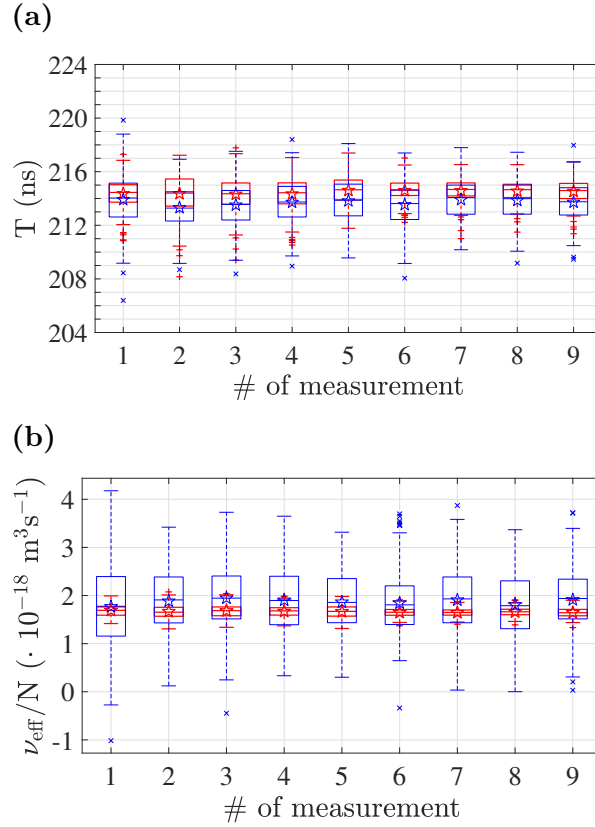 (a)
224
220
216
212
208
204
T (ns)
1 2 3 4 5 6 7 8 9
# of measurement
(b)
4
3
2
1
0
-1
ν_eff/N (· 10⁻¹⁸ m³s⁻¹)
1 2 3 4 5 6 7 8 9
# of measurement